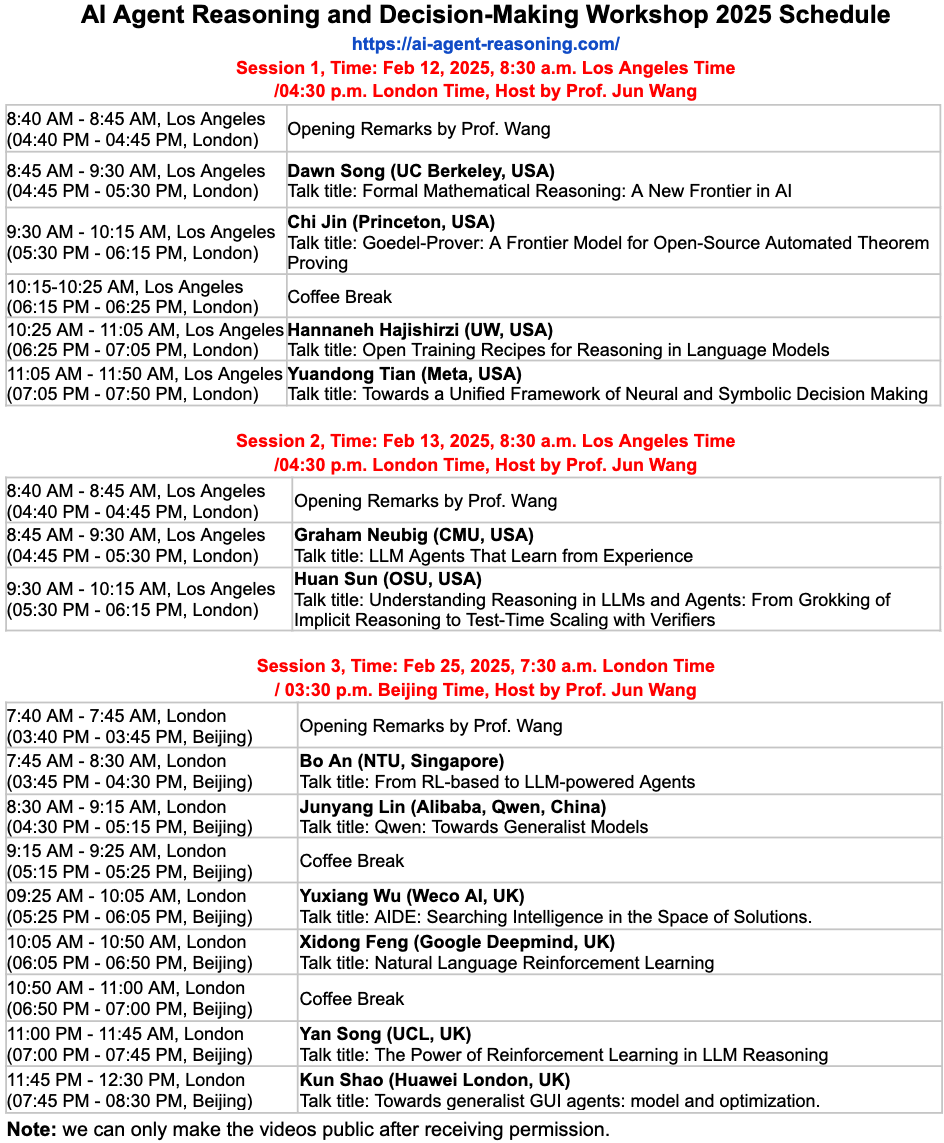 AI Agent Reasoning and Decision-Making Workshop 2025 Schedule
https://ai-agent-reasoning.com/
Session 1, Time: Feb 12, 2025, 8:30 a.m. Los Angeles Time
/04:30 p.m. London Time, Host by Prof. Jun Wang
8:40 AM - 8:45 AM, Los Angeles
(04:40 PM - 04:45 PM, London)
Opening Remarks by Prof. Wang
8:45 AM - 9:30 AM, Los Angeles
(04:45 PM - 05:30 PM, London)
Dawn Song (UC Berkeley, USA)
Talk title: Formal Mathematical Reasoning: A New Frontier in AI
9:30 AM - 10:15 AM, Los Angeles
(05:30 PM - 06:15 PM, London)
Chi Jin (Princeton, USA)
Talk title: Goedel-Prover: A Frontier Model for Open-Source Automated Theorem
Proving
10:15-10:25 AM, Los Angeles
(06:15 PM - 06:25 PM, London)
Coffee Break
10:25 AM - 11:05 AM, Los Angeles
(06:25 PM - 07:05 PM, London)
Hannaneh Hajishirzi (UW, USA)
Talk title: Open Training Recipes for Reasoning in Language Models
11:05 AM - 11:50 AM, Los Angeles
(07:05 PM - 07:50 PM, London)
Yuandong Tian (Meta, USA)
Talk title: Towards a Unified Framework of Neural and Symbolic Decision Making
Session 2, Time: Feb 13, 2025, 8:30 a.m. Los Angeles Time
/04:30 p.m. London Time, Host by Prof. Jun Wang
8:40 AM - 8:45 AM, Los Angeles
(04:40 PM - 04:45 PM, London)
Opening Remarks by Prof. Wang
8:45 AM - 9:30 AM, Los Angeles
(04:45 PM - 05:30 PM, London)
Graham Neubig (CMU, USA)
Talk title: LLM Agents That Learn from Experience
9:30 AM - 10:15 AM, Los Angeles
(05:30 PM - 06:15 PM, London)
Huan Sun (OSU, USA)
Talk title: Understanding Reasoning in LLMs and Agents: From Grokking of
Implicit Reasoning to Test-Time Scaling with Verifiers
Session 3, Time: Feb 25, 2025, 7:30 a.m. London Time
/ 03:30 p.m. Beijing Time, Host by Prof. Jun Wang
7:40 AM - 7:45 AM, London
(03:40 PM - 03:45 PM, Beijing)
Opening Remarks by Prof. Wang
7:45 AM - 8:30 AM, London
(03:45 PM - 04:30 PM, Beijing)
Bo An (NTU, Singapore)
Talk title: From RL-based to LLM-powered Agents
8:30 AM - 9:15 AM, London
(04:30 PM - 05:15 PM, Beijing)
Junyang Lin (Alibaba, Qwen, China)
Talk title: Qwen: Towards Generalist Models
9:15 AM - 9:25 AM, London
(05:15 PM - 05:25 PM, Beijing)
Coffee Break
09:25 AM - 10:05 AM, London
(05:25 PM - 06:05 PM, Beijing)
Yuxiang Wu (Weco AI, UK)
Talk title: AIDE: Searching Intelligence in the Space of Solutions.
10:05 AM - 10:50 AM, London
(06:05 PM - 06:50 PM, Beijing)
Xidong Feng (Google Deepmind, UK)
Talk title: Natural Language Reinforcement Learning
10:50 AM - 11:00 AM, London
(06:50 PM - 07:00 PM, Beijing)
Coffee Break
11:00 PM - 11:45 AM, London
(07:00 PM - 07:45 PM, Beijing)
Yan Song (UCL, UK)
Talk title: The Power of Reinforcement Learning in LLM Reasoning
11:45 PM - 12:30 PM, London
(07:45 PM - 08:30 PM, Beijing)
Kun Shao (Huawei London, UK)
Talk title: Towards generalist GUI agents: model and optimization.
Note: we can only make the videos public after receiving permission.